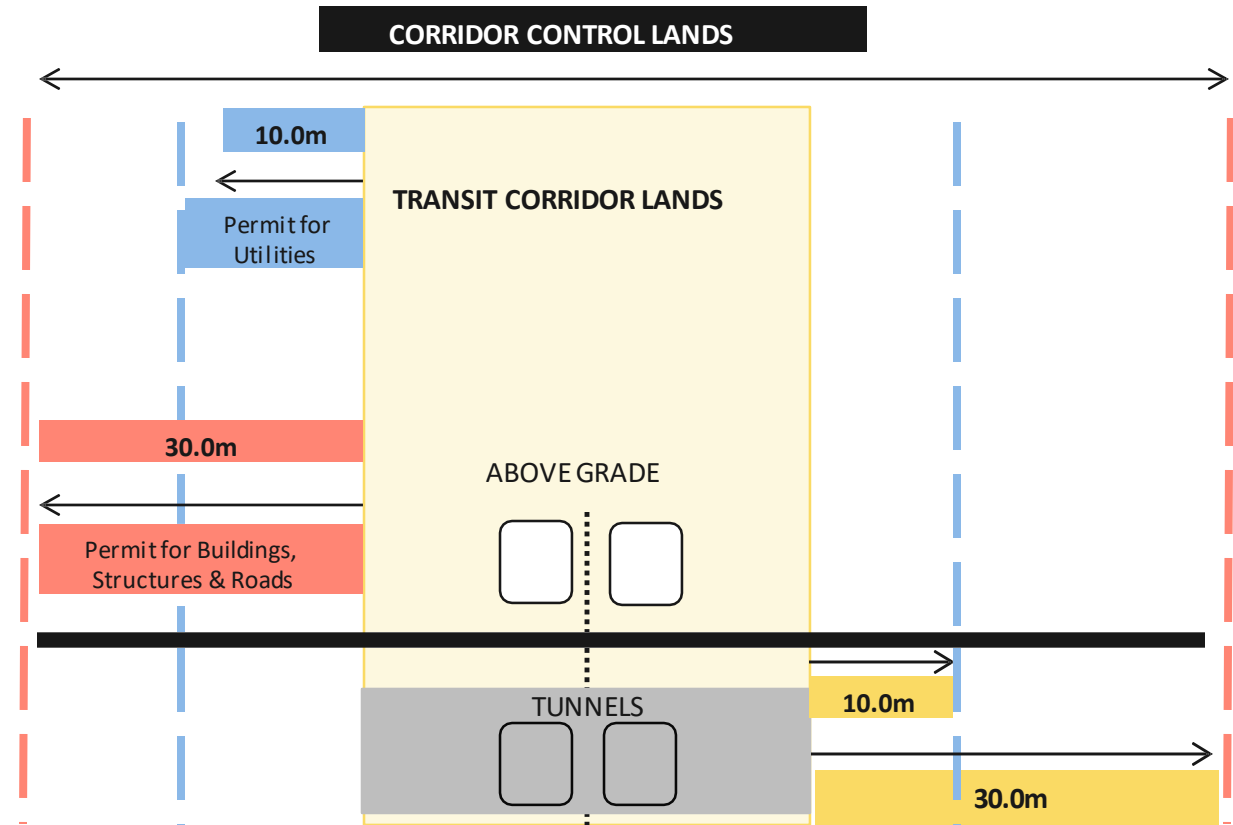 CORRIDOR CONTROL LANDS
10.0m
TRANSIT CORRIDOR LANDS
Permit for
Utilities
30.0m
ABOVE GRADE
Permit for Buildings,
Structures & Roads
TUNNELS
10.0m
30.0m